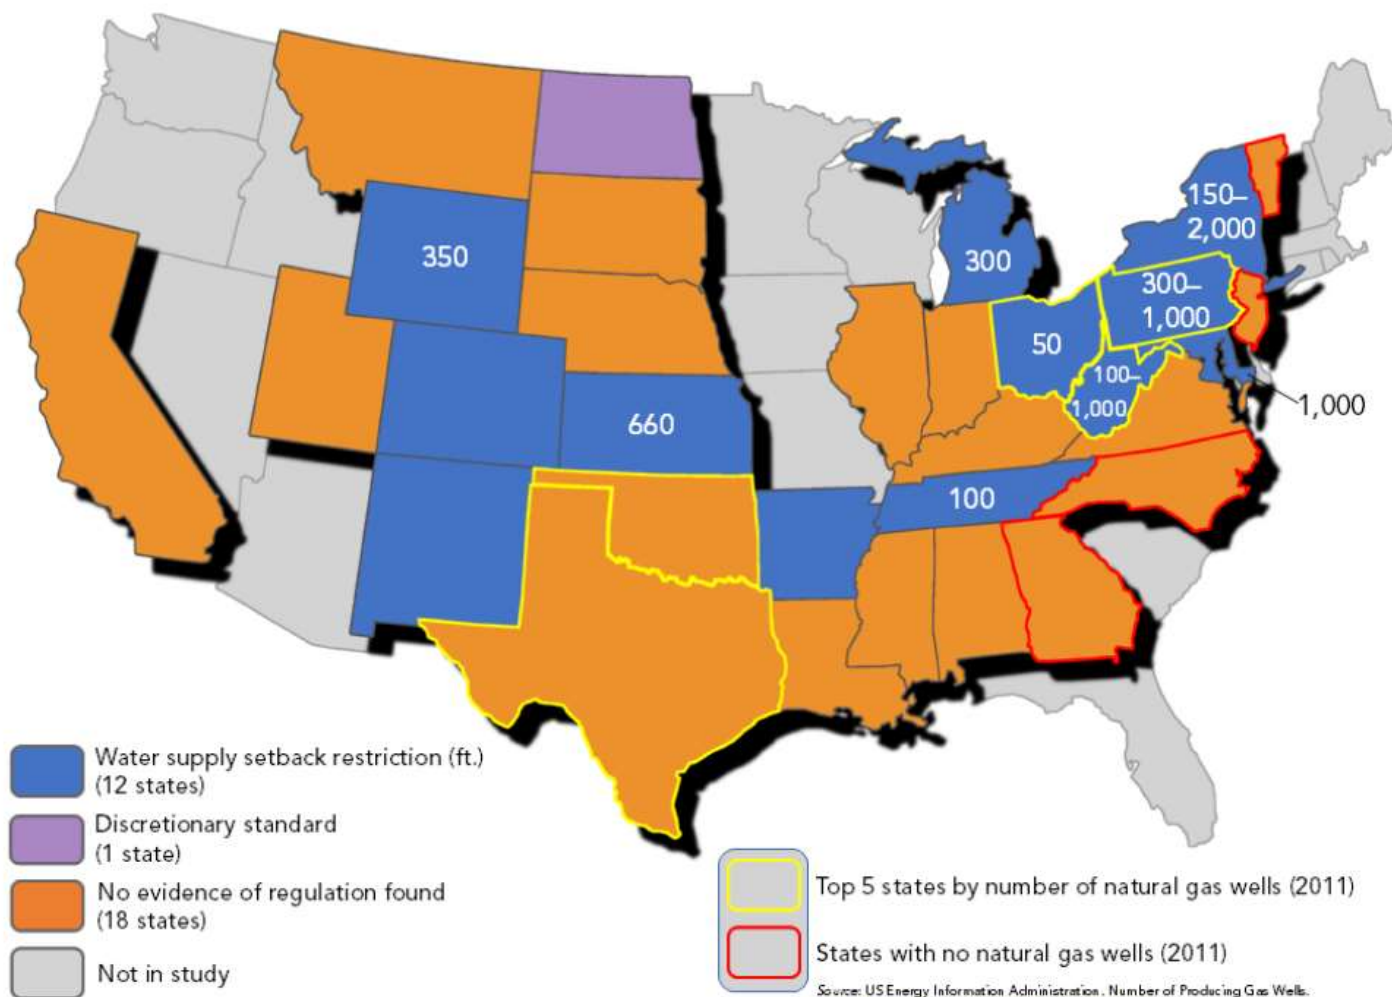 350
300
150–
2,000
300–
1,000
50
100–
1,000
1,000
660
100
Water supply setback restriction (ft.)
(12 states)
Discretionary standard
(1 state)
No evidence of regulation found
(18 states)
Not in study
Top 5 states by number of natural gas wells (2011)
States with no natural gas wells (2011)
Source: US Energy Information Administration. Number of Producing Gas Wells.